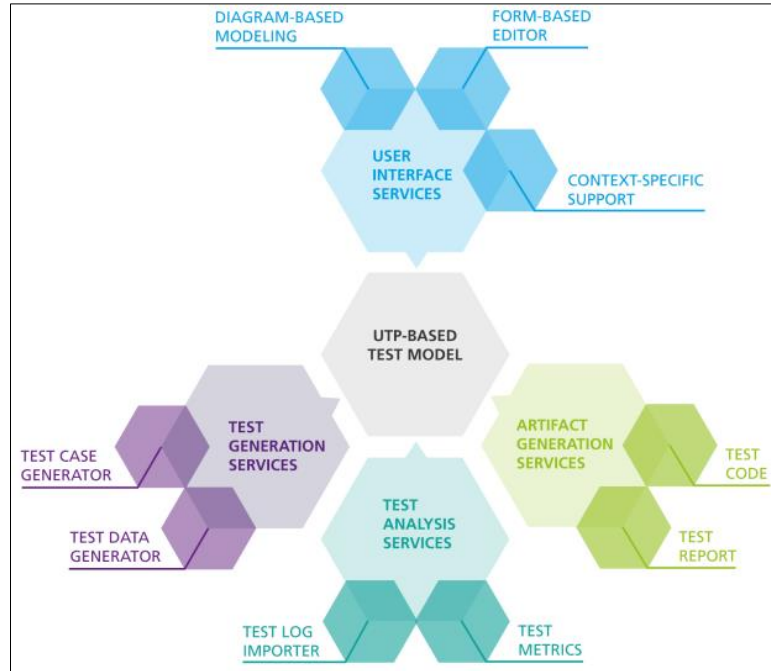 DIAGRAM-BASED
MODELING
FORM-BASED
EDITOR
USER
INTERFACE
SERVICES
CONTEXT-SPECIFIC
SUPPORT
UTP-BASED
TEST MODEL
TEST
GENERATION
SERVICES
ARTIFACT
GENERATION
SERVICES
TEST CASE
GENERATOR
TEST
CODE
TEST
ANALYSIS
SERVICES
TEST DATA
GENERATOR
TEST
REPORT
TEST LOG
IMPORTER
TEST
METRICS